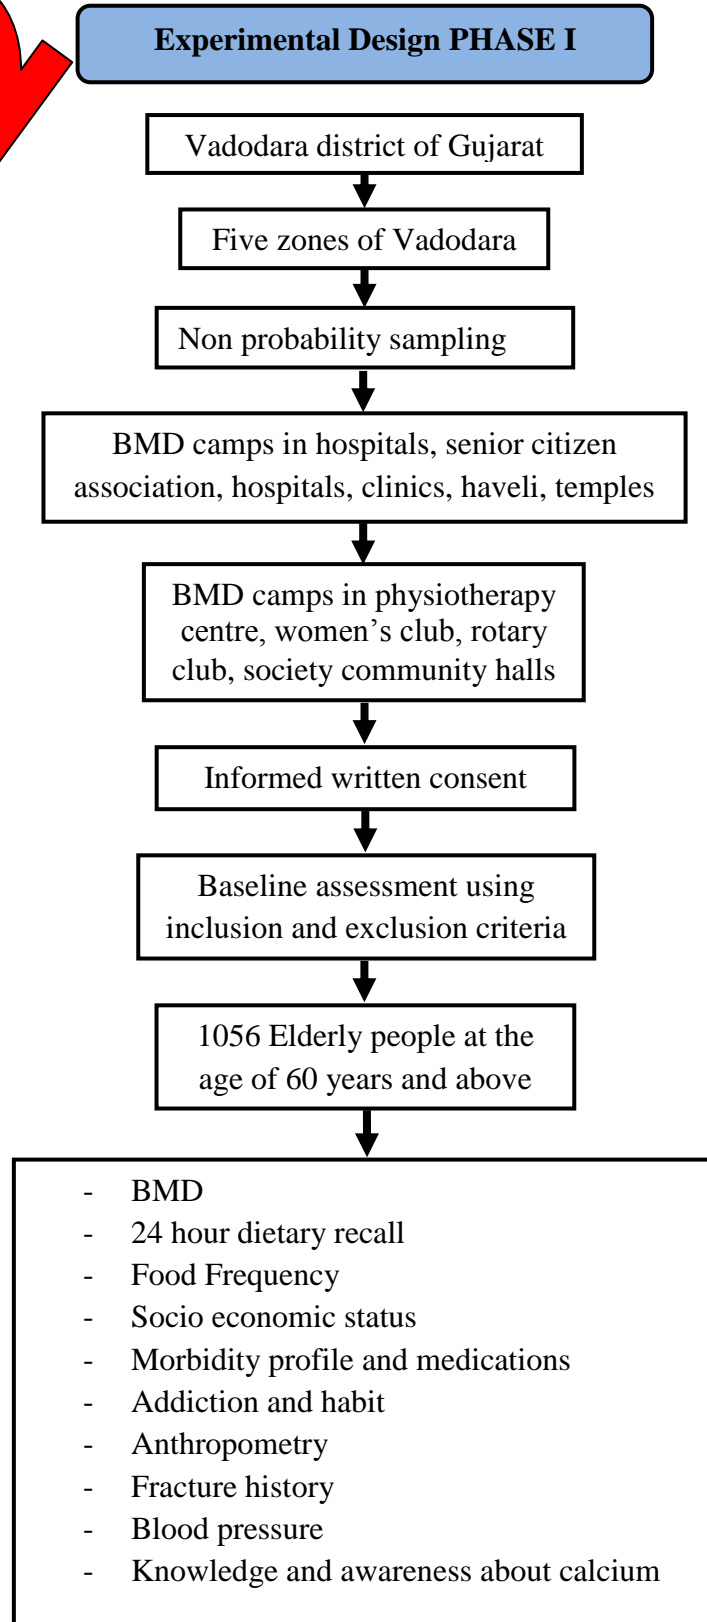 Experimental Design PHASE I
Vadodara district of Gujarat
Five zones of Vadodara
Non probability sampling
BMD camps in hospitals, senior citizen
association, hospitals, clinics, haveli, temples
BMD camps in physiotherapy
centre, women’s club, rotary
club, society community halls
Informed written consent
Baseline assessment using
inclusion and exclusion criteria
1056 Elderly people at the
age of 60 years and above
- BMD
- 24 hour dietary recall
- Food Frequency
- Socio economic status
- Morbidity profile and medications
- Addiction and habit
- Anthropometry
- Fracture history
- Blood pressure
- Knowledge and awareness about calcium